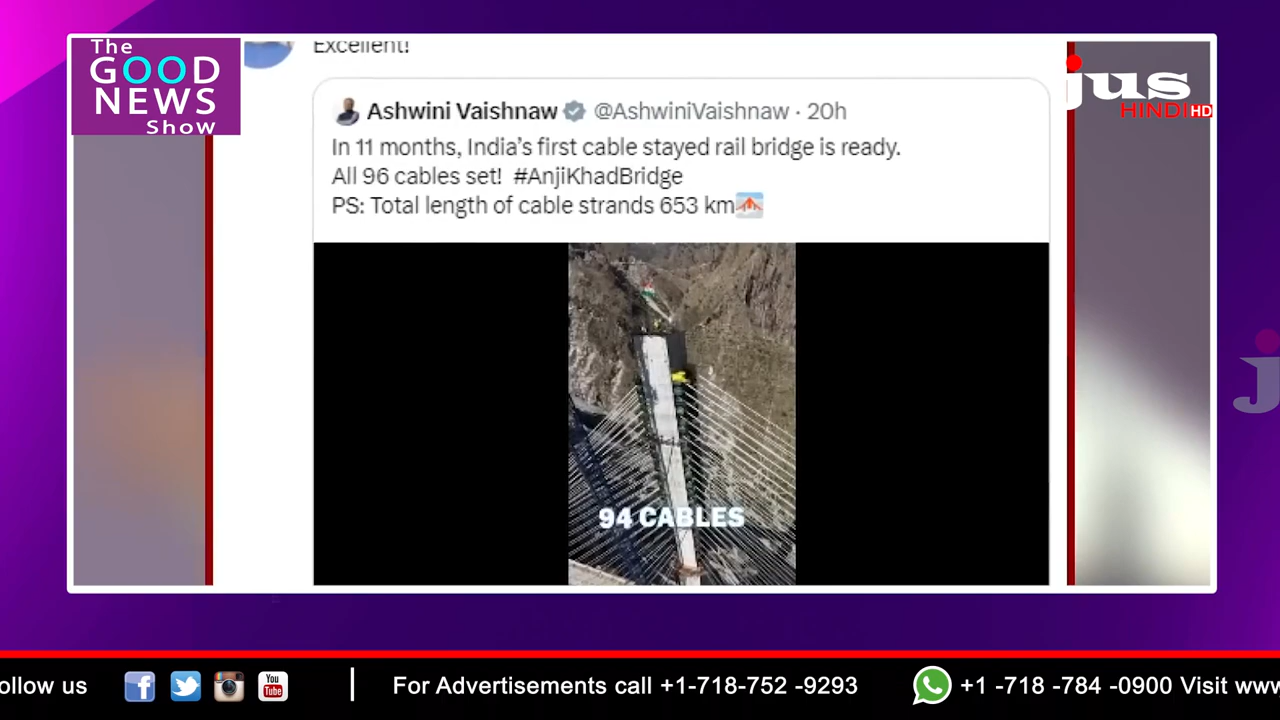 The
GOOD
NEWS
Show
Excellent!
jus
HINDI HD
Ashwini Vaishnaw @AshwiniVaishnaw · 20h
In 11 months, India's first cable stayed rail bridge is ready.
All 96 cables set! #AnjiKhadBridge
PS: Total length of cable strands 653 km
94 CABLES
ollow us
You
Tube
For Advertisements call +1-718-752 -9293
+1 -718 -784 -0900 Visit www